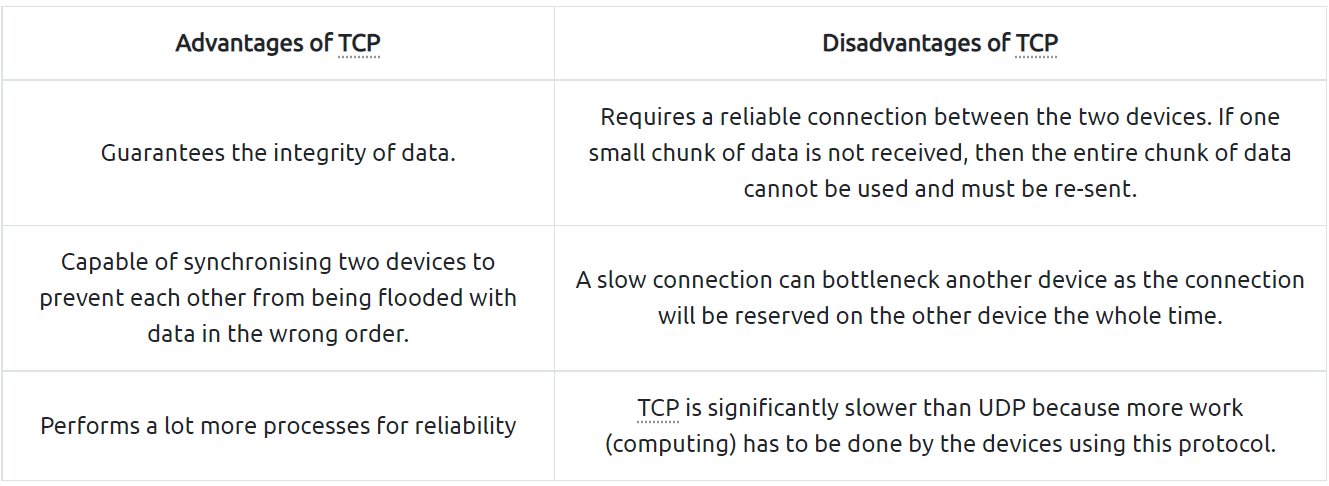 Advantages of TCP
Disadvantages of TCP
Guarantees the integrity of data.
Requires a reliable connection between the two devices. If one
small chunk of data is not received, then the entire chunk of data
cannot be used and must be re-sent.
Capable of synchronising two devices to
prevent each other from being flooded with
data in the wrong order.
A slow connection can bottleneck another device as the connection
will be reserved on the other device the whole time.
Performs a lot more processes for reliability
TCP is significantly slower than UDP because more work
(computing) has to be done by the devices using this protocol.